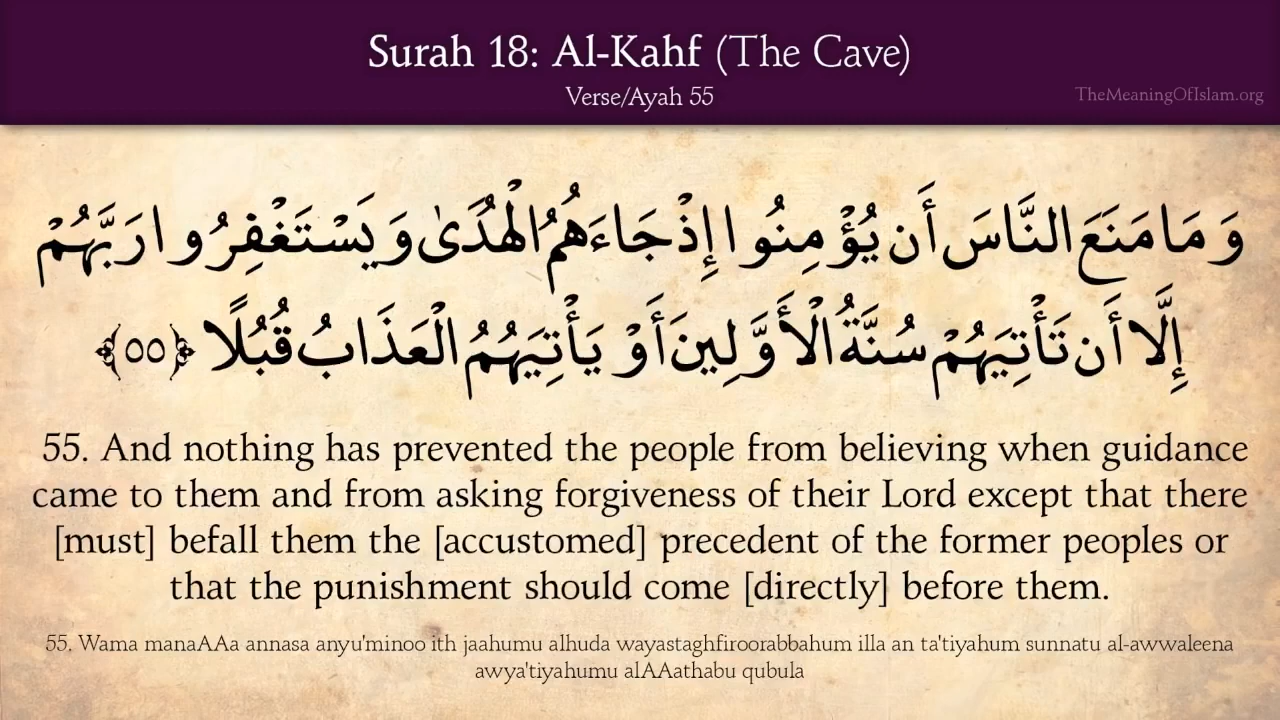 Surah 18: Al-Kahf (The Cave)
Verse/Ayah 55
TheMeaningOfIslam.org
وَمَا مَنَعَ النَّاسَ أَن يُؤْمِنُوا إِذْ جَاءَهُمُ الْهُدَىٰ وَيَسْتَغْفِرُوا رَبَّهُمْ
إِلَّا أَن تَأْتِيَهُمْ سُنَّةُ الْأَوَّلِينَ أَوْ يَأْتِيَهُمُ الْعَذَابُ قُبُلًا ﴿٥٥﴾
55. And nothing has prevented the people from believing when guidance
came to them and from asking forgiveness of their Lord except that there
[must] befall them the [accustomed] precedent of the former peoples or
that the punishment should come [directly] before them.
55. Wama manaAAa annasa anyu'minoo ith jaahumu alhuda wayastaghfiroorabbahum illa an ta'tiyahum sunnatu al-awwaleena
awya'tiyahumu alAAathabu qubula